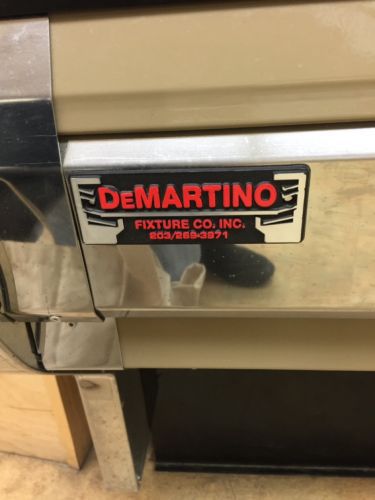 DEMARTINO
FIXTURE CO. INC.
203/269-3971